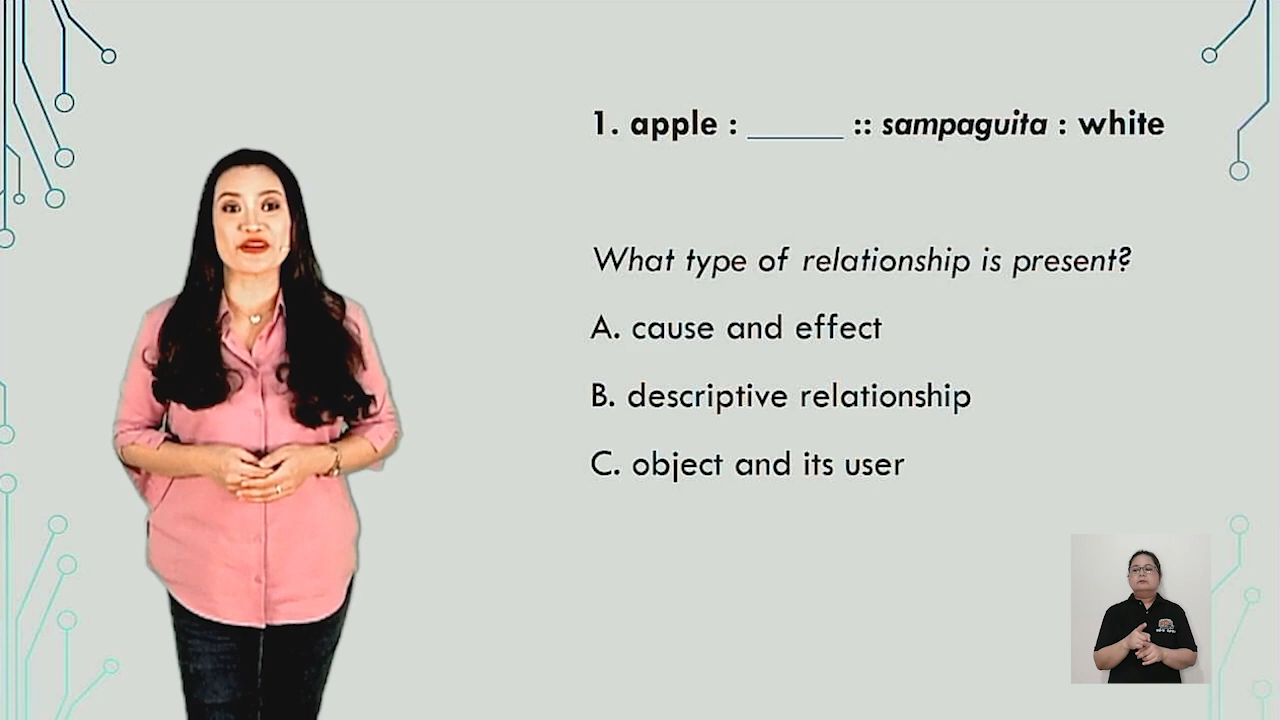 1. apple : ______ :: sampaguita : white
What type of relationship is present?
A. cause and effect
B. descriptive relationship
C. object and its user